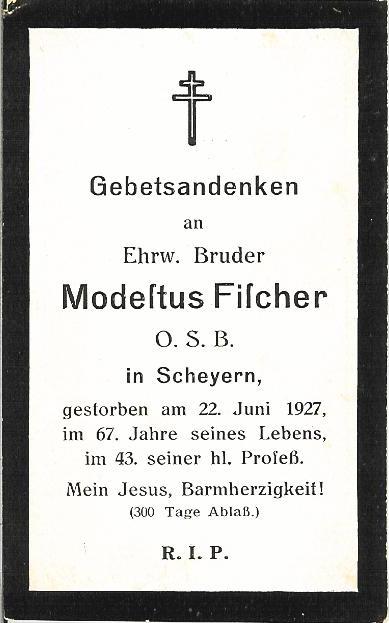 Gebetsandenken
an
Ehrw. Bruder
Modeſtus Fiſcher
O. S. B.
in Scheyern,
geſtorben am 22. Juni 1927,
im 67. Jahre ſeines Lebens,
im 43. ſeiner hl. Profeß.
Mein Jesus, Barmherzigkeit!
(300 Tage Ablaß.)
R. I. P.